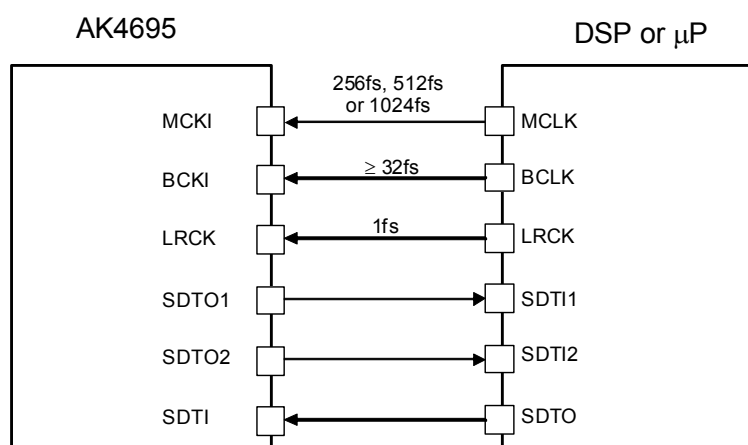 AK4695
DSP or μP
256fs, 512fs
or 1024fs
MCKI
MCLK
≥ 32fs
BCKI
BCLK
1fs
LRCK
LRCK
SDTO1
SDTI1
SDTO2
SDTI2
SDTI
SDTO